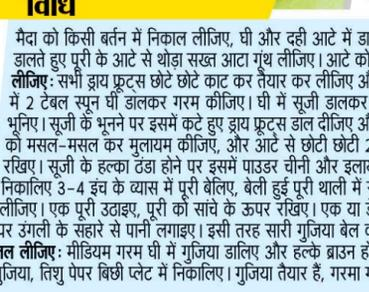 विधि
मैदा को किसी बर्तन में निकाल लीजिए, घी और दही आटे में डा
डालते हुए पूरी के आटे से थोड़ा सख्त आटा गूंथ लीजिए। आटे को
लीजिए: सभी ड्राय फ्रूट्स छोटे छोटे काट कर तैयार कर लीजिए औ
में 2 टेबल स्पून घी डालकर गरम कीजिए। घी में सूजी डालकर
भूनिए। सूजी के भूनने पर इसमें कटे हुए ड्राय फ्रूट्स डाल दीजिए औ
को मसल-मसल कर मुलायम कीजिए, और आटे से छोटी छोटी 2
रखिए। सूजी के हल्का ठंडा होने पर इसमें पाउडर चीनी और इला
निकालिए 3-4 इंच के व्यास में पूरी बेलिए, बेली हुई पूरी थाली में
लीजिए। एक पूरी उठाइए, पूरी को सांचे के ऊपर रखिए। एक या
पर उंगली के सहारे से पानी लगाइए। इसी तरह सारी गुजिया बेल क
तल लीजिए: मीडियम गरम घी में गुजिया डालिए और हल्के ब्राउन हो
गुजिया, तिशु पेपर बिछी प्लेट में निकालिए। गुजिया तैयार हैं, गरमा